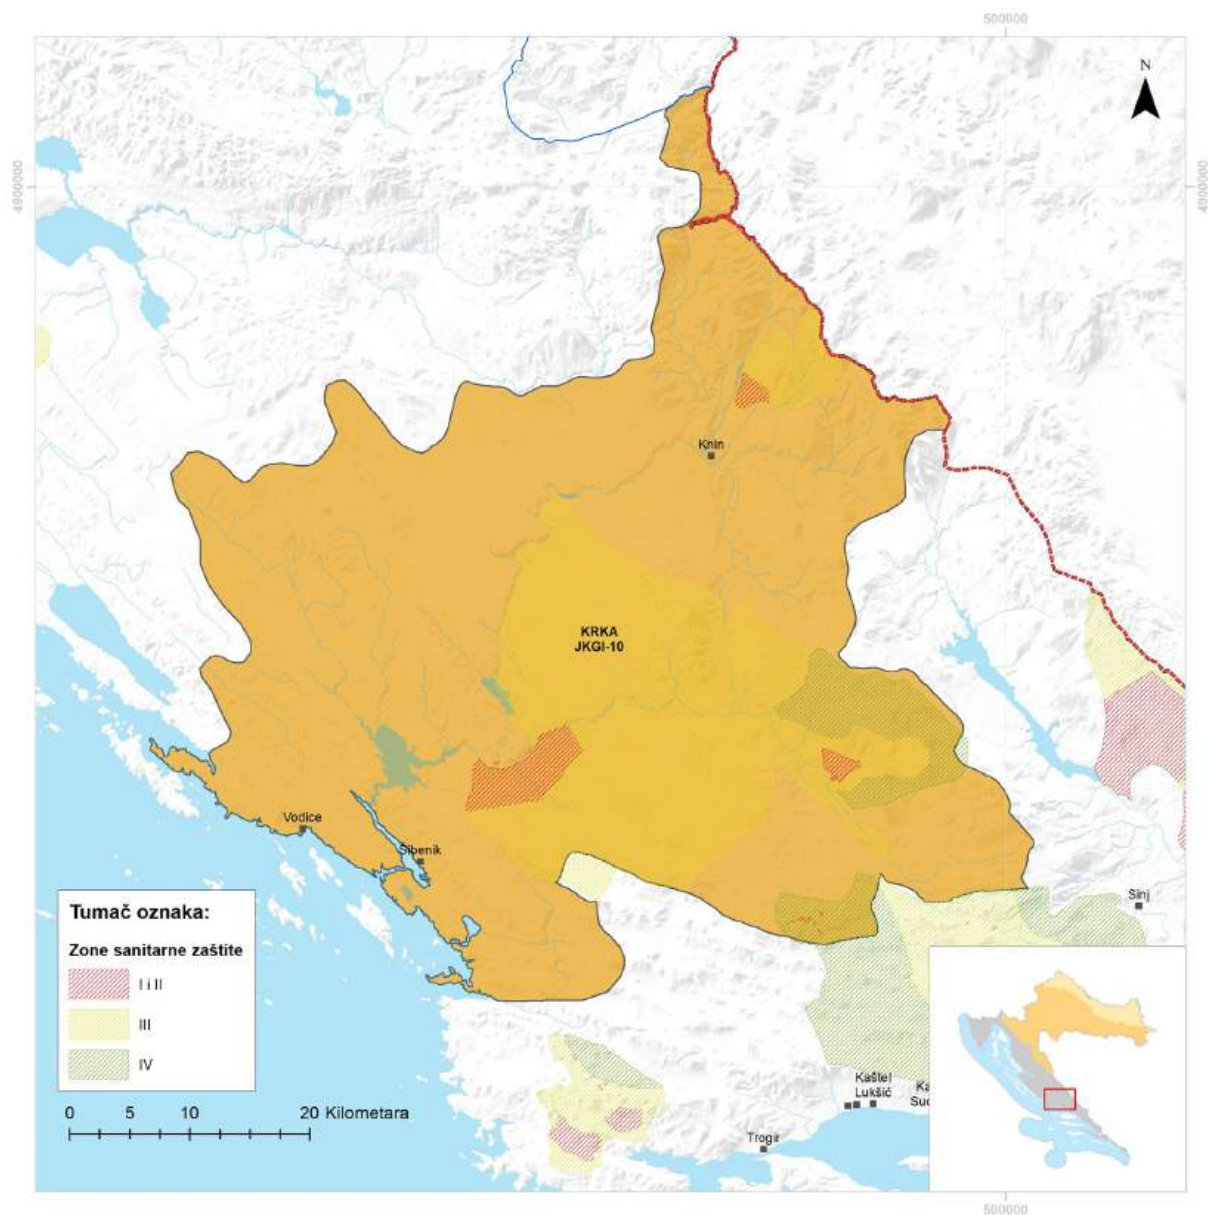 500000
N
4900000
4900000
Knin
KRKA
JKGI-10
Vodice
Šibenik
Sinj
Tumač oznaka:
Zone sanitarne zaštite
I i II
III
IV
0 5 10 20 Kilometara
Kaštel
Lukšić
Trogir
500000